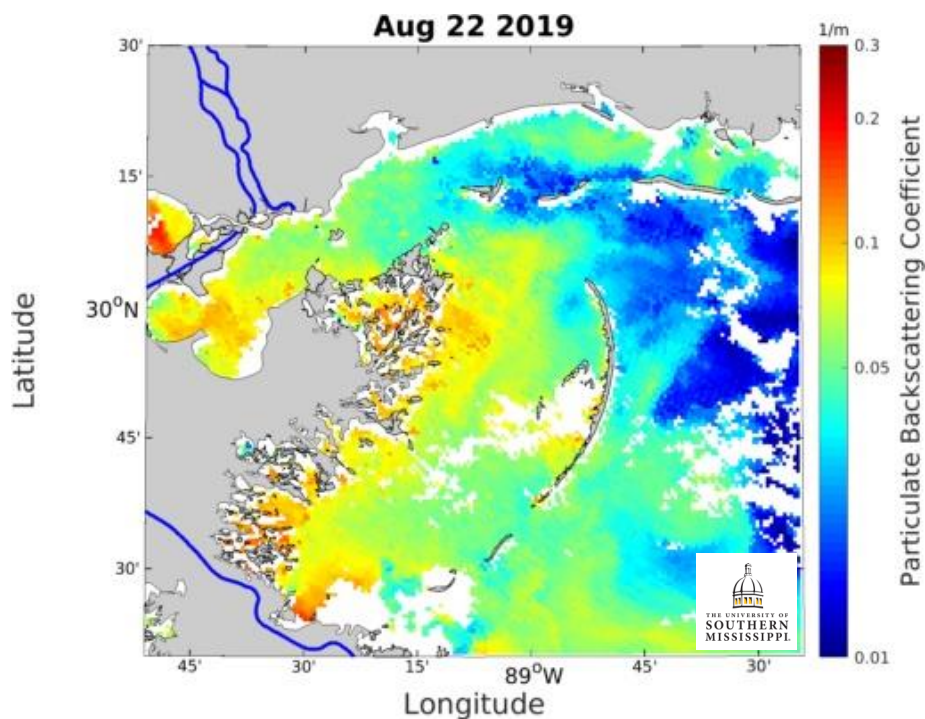 Aug 22 2019
1/m
30'
15'
30°N
45'
30'
Latitude
45'
30'
15'
89°W
45'
30'
Longitude
0.3
0.2
0.1
0.05
0.01
Particulate Backscattering Coefficient
THE UNIVERSITY OF
SOUTHERN
MISSISSIPPI